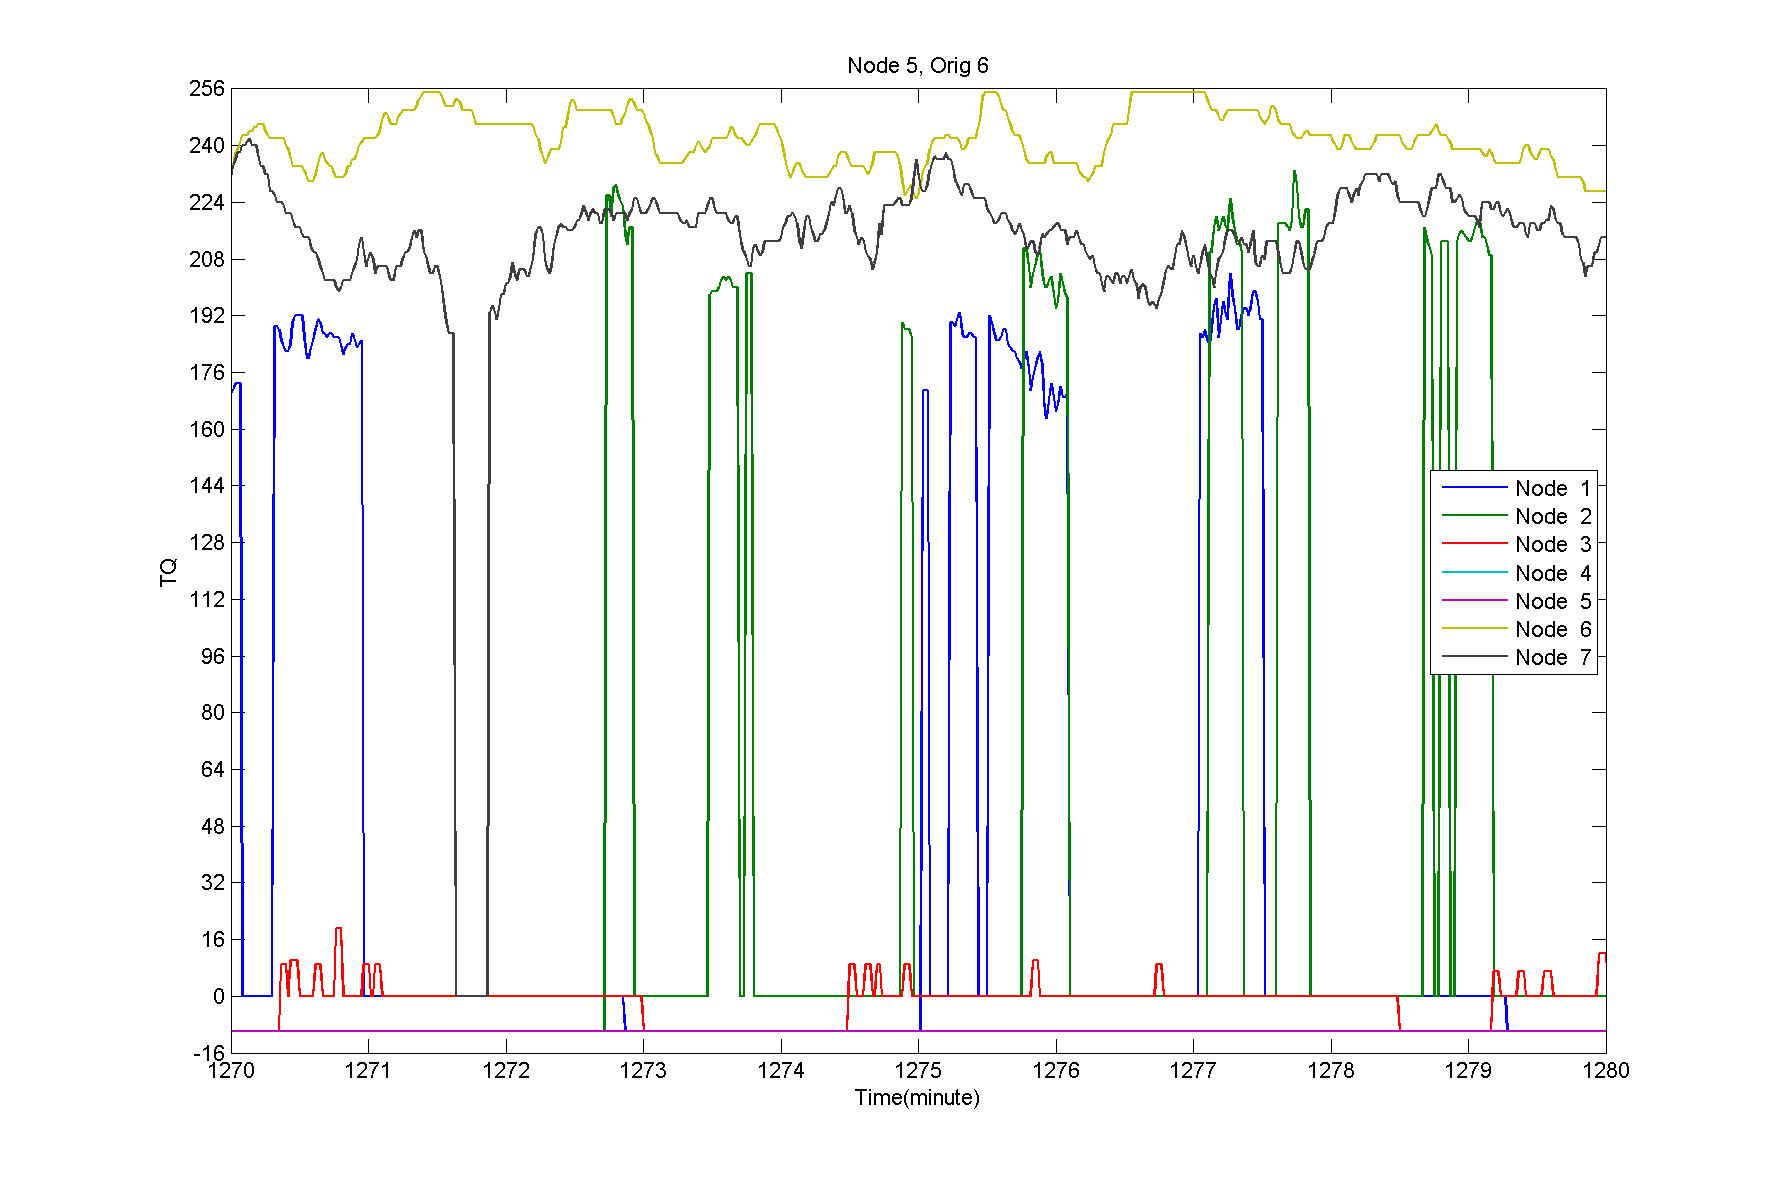 Node 5, Orig 6
256
240
224
208
192
176
160
144
128
112
96
80
64
48
32
16
0
-16
TQ
Node 1
Node 2
Node 3
Node 4
Node 5
Node 6
Node 7
1270 1271 1272 1273 1274 1275 1276 1277 1278 1279 1280
Time(minute)